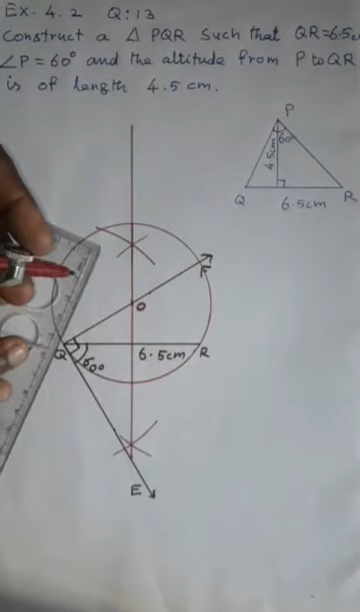 Ex. 4.2 Q:13
Construct a Δ PQR such that QR=6.5c
∠P = 60° and the altitude from P to QR
is of length 4.5 cm.
P
60°
4.5cm
Q
R
6.5cm
F
O
Q
6.5cm
R
60°
E